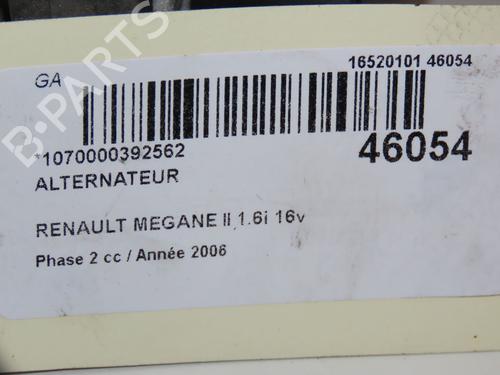 GA
16520101 46054
*1070000392562
46054
ALTERNATEUR
RENAULT MEGANE II 1.6i 16v
Phase 2 cc / Année 2006
B-PARTS